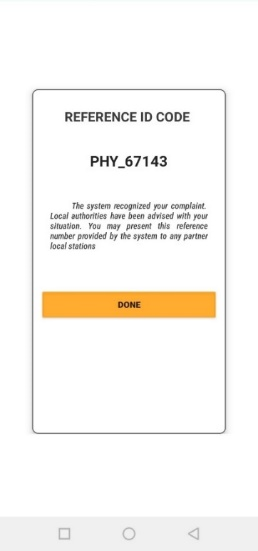 REFERENCE ID CODE
PHY_67143
The system recognized your complaint.
Local authorities have been advised with your
situation. You may present this reference
number provided by the system to any partner
local stations
DONE